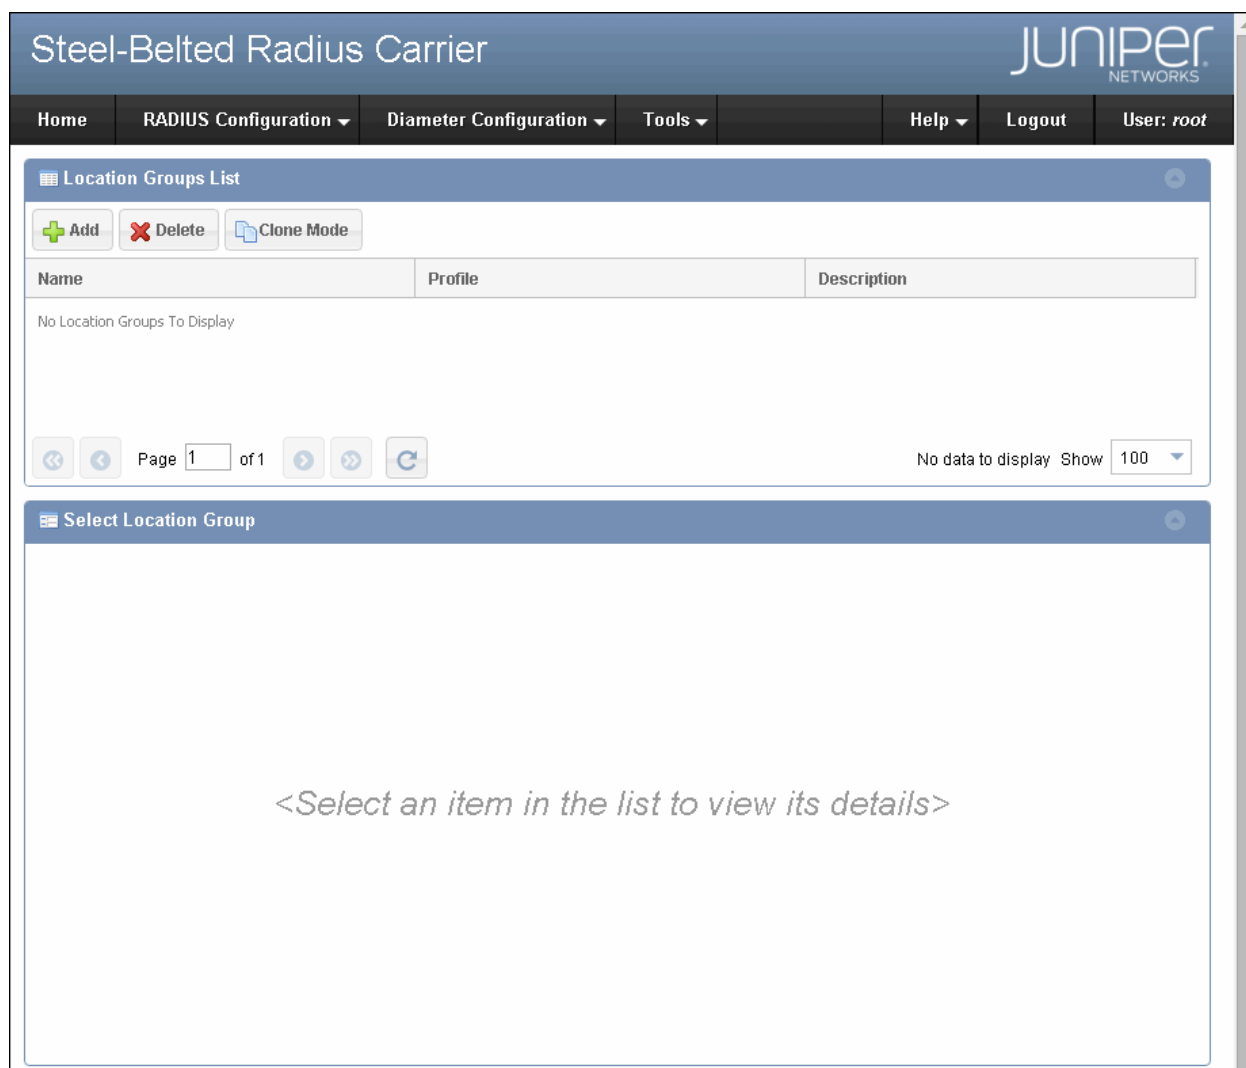 Steel-Belted Radius Carrier
JUNIPER
NETWORKS
Home RADIUS Configuration Diameter Configuration Tools Help Logout User: root
Location Groups List
Add Delete Clone Mode
Name Profile Description
No Location Groups To Display
Page 1 of 1 No data to display Show 100
Select Location Group
<Select an item in the list to view its details>